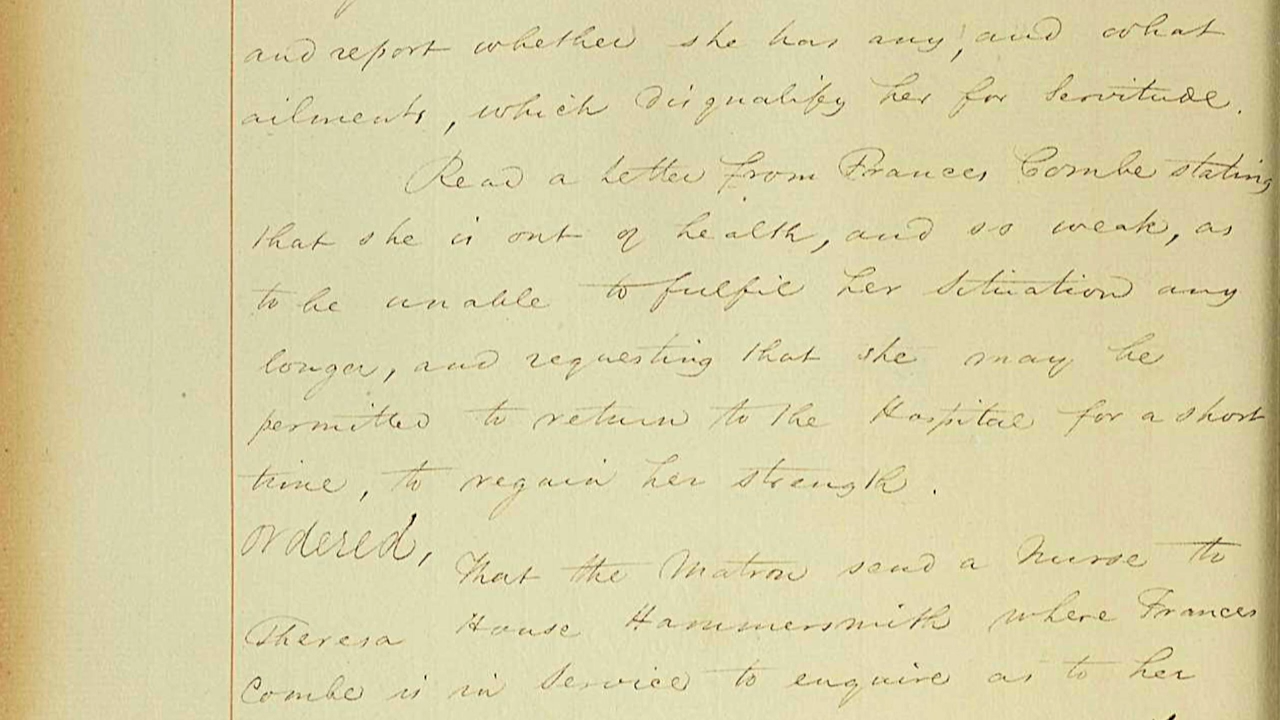 and report whether she has any, and what
ailments, which disqualify her for Servitude.
Read a Letter from Frances Combe stating
that she is out of health, and so weak, as
to be unable to fulfil her Situation any
longer, and requesting that she may be
permitted to return to the Hospital for a short
time, to regain her strength.
Ordered,
That the Matron send a Nurse to
Theresa House Hammersmith where Frances
Combe is in Service to enquire as to her